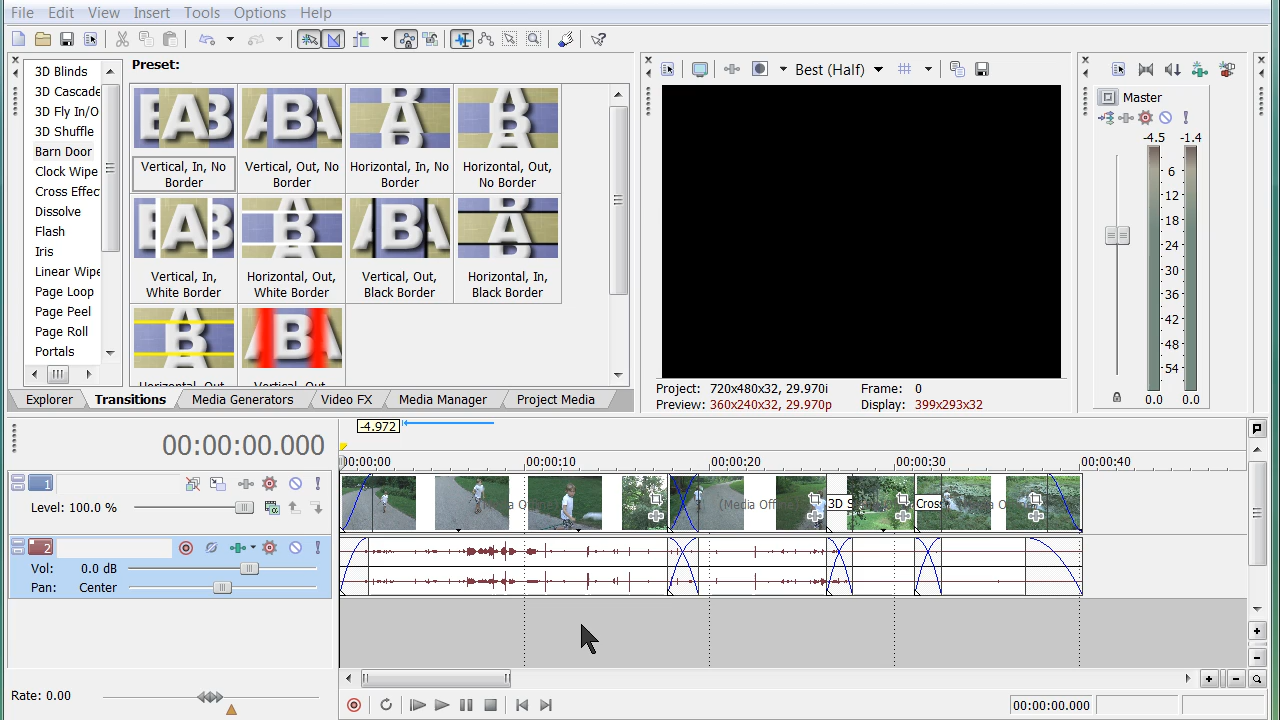 File Edit View Insert Tools Options Help
Preset:
3D Blinds
3D Cascade
3D Fly In/O
3D Shuffle
Barn Door
Clock Wipe
Cross Effec
Dissolve
Flash
Iris
Linear Wipe
Page Loop
Page Peel
Page Roll
Portals
Vertical, In, No
Border
Vertical, Out, No
Border
Horizontal, In, No
Border
Horizontal, Out,
No Border
Vertical, In,
White Border
Horizontal, Out,
White Border
Vertical, Out,
Black Border
Horizontal, In,
Black Border
Horizontal, Out,
Vertical, Out,
Explorer Transitions Media Generators Video FX Media Manager Project Media
Best (Half)
Project: 720x480x32, 29.970i Frame: 0
Preview: 360x240x32, 29.970p Display: 399x293x32
Master
-4.5 -1.4
6
12
18
24
30
36
42
48
54
0.0 0.0
00:00:00.000
-4.972
00:00:00 00:00:10 00:00:20 00:00:30 00:00:40
1
Level: 100.0 %
(Media Offline)
3D S
Cross
2
Vol: 0.0 dB
Pan: Center
Rate: 0.00
00:00:00.000